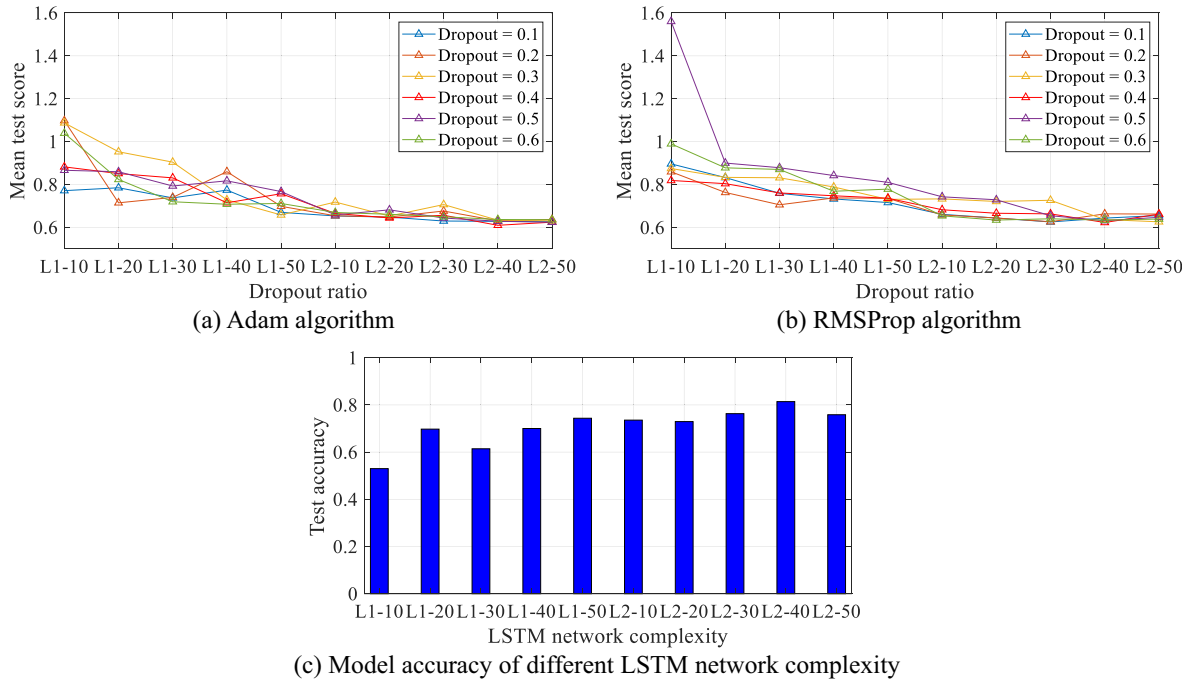 1.6
1.4
1.2
1
0.8
0.6
Mean test score
Dropout = 0.1
Dropout = 0.2
Dropout = 0.3
Dropout = 0.4
Dropout = 0.5
Dropout = 0.6
L1-10 L1-20 L1-30 L1-40 L1-50 L2-10 L2-20 L2-30 L2-40 L2-50
Dropout ratio
(a) Adam algorithm
1.6
1.4
1.2
1
0.8
0.6
Mean test score
Dropout = 0.1
Dropout = 0.2
Dropout = 0.3
Dropout = 0.4
Dropout = 0.5
Dropout = 0.6
L1-10 L1-20 L1-30 L1-40 L1-50 L2-10 L2-20 L2-30 L2-40 L2-50
Dropout ratio
(b) RMSProp algorithm
1
0.8
0.6
0.4
0.2
0
Test accuracy
L1-10 L1-20 L1-30 L1-40 L1-50 L2-10 L2-20 L2-30 L2-40 L2-50
LSTM network complexity
(c) Model accuracy of different LSTM network complexity